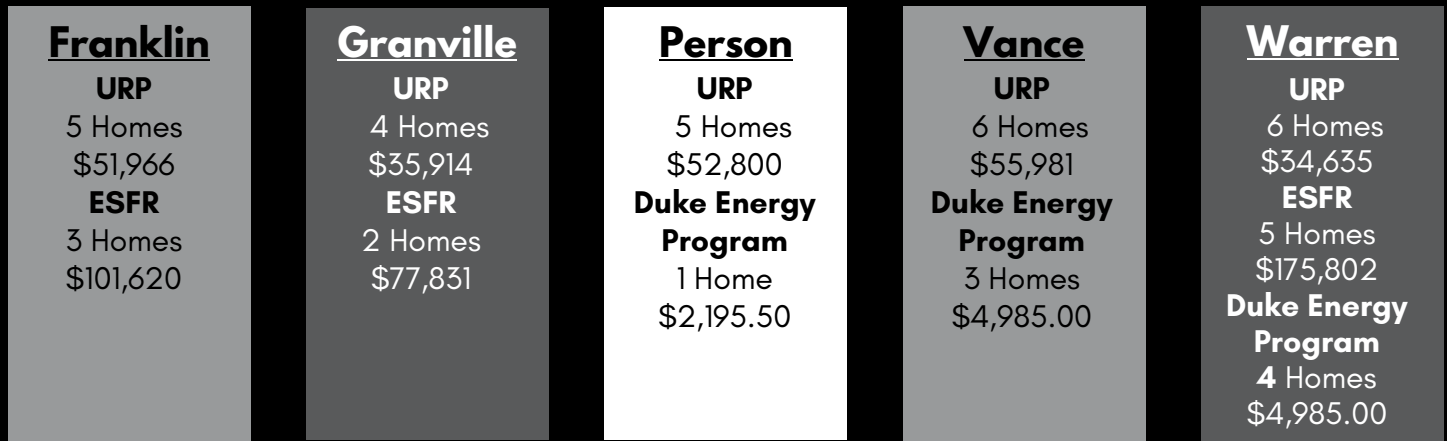 Franklin
URP
5 Homes
$51,966
ESFR
3 Homes
$101,620
Granville
URP
4 Homes
$35,914
ESFR
2 Homes
$77,831
Person
URP
5 Homes
$52,800
Duke Energy
Program
1 Home
$2,195.50
Vance
URP
6 Homes
$55,981
Duke Energy
Program
3 Homes
$4,985.00
Warren
URP
6 Homes
$34,635
ESFR
5 Homes
$175,802
Duke Energy
Program
4 Homes
$4,985.00